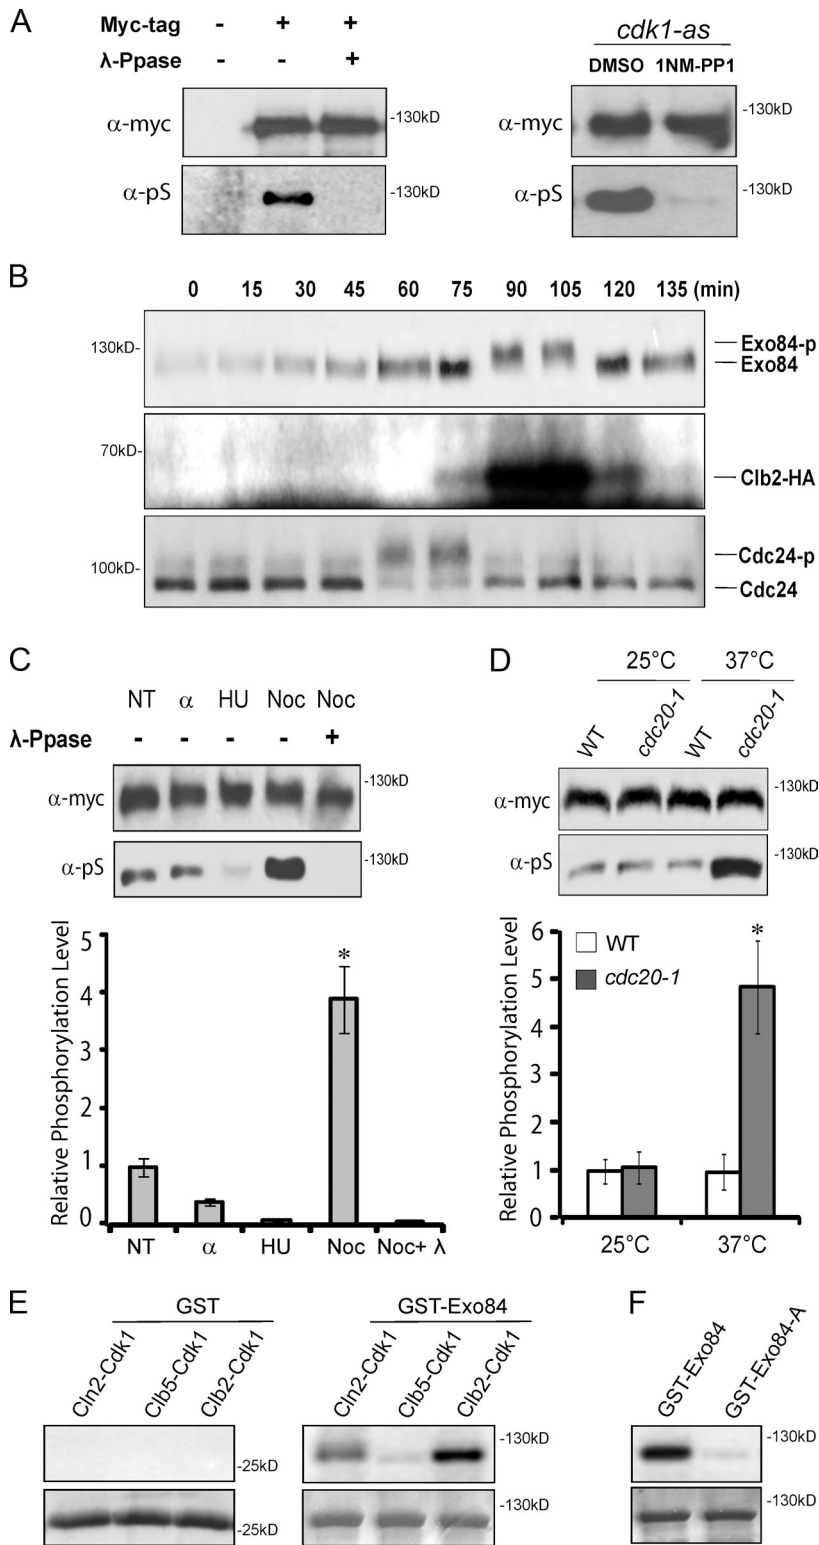 A
Myc-tag - + +
λ-Ppase - - +
α-myc -130kD
α-pS -130kD
cdk1-as
DMSO 1NM-PP1
α-myc -130kD
α-pS -130kD
B
0 15 30 45 60 75 90 105 120 135 (min)
130kD- Exo84-p
Exo84
70kD- Clb2-HA
100kD- Cdc24-p
Cdc24
C
NT α HU Noc Noc
λ-Ppase - - - - +
α-myc -130kD
α-pS -130kD
Relative Phosphorylation Level
5
4
3
2
1
0
*
NT α HU Noc Noc+ λ
D
25°C 37°C
WT cdc20-1 WT cdc20-1
α-myc -130kD
α-pS -130kD
Relative Phosphorylation Level
6
5
4
3
2
1
0
WT
cdc20-1
*
25°C 37°C
E
GST GST-Exo84
Cln2-Cdk1 Clb5-Cdk1 Clb2-Cdk1 Cln2-Cdk1 Clb5-Cdk1 Clb2-Cdk1
-25kD -130kD
-25kD -130kD
F
GST-Exo84 GST-Exo84-A
-130kD
-130kD